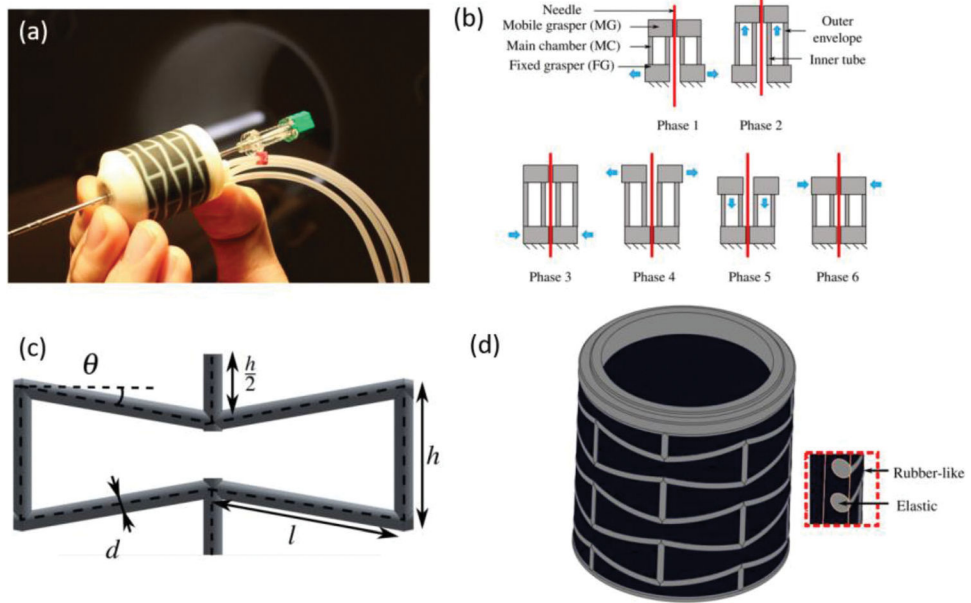 (a)
(b)
Needle
Mobile grasper (MG)
Main chamber (MC)
Fixed grasper (FG)
Outer
envelope
Inner tube
Phase 1
Phase 2
Phase 3
Phase 4
Phase 5
Phase 6
(c)
θ
h
2
h
l
d
(d)
Rubber-like
Elastic